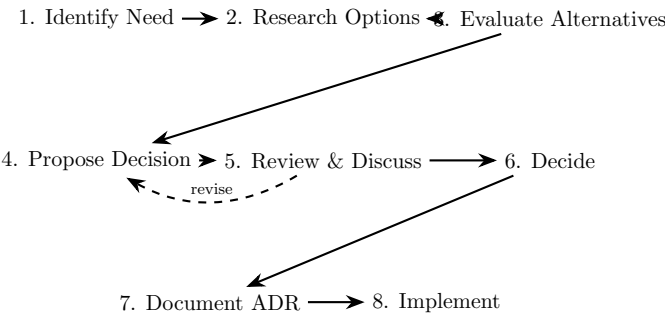 1. Identify Need
2. Research Options
3. Evaluate Alternatives
4. Propose Decision
5. Review & Discuss
6. Decide
revise
7. Document ADR
8. Implement